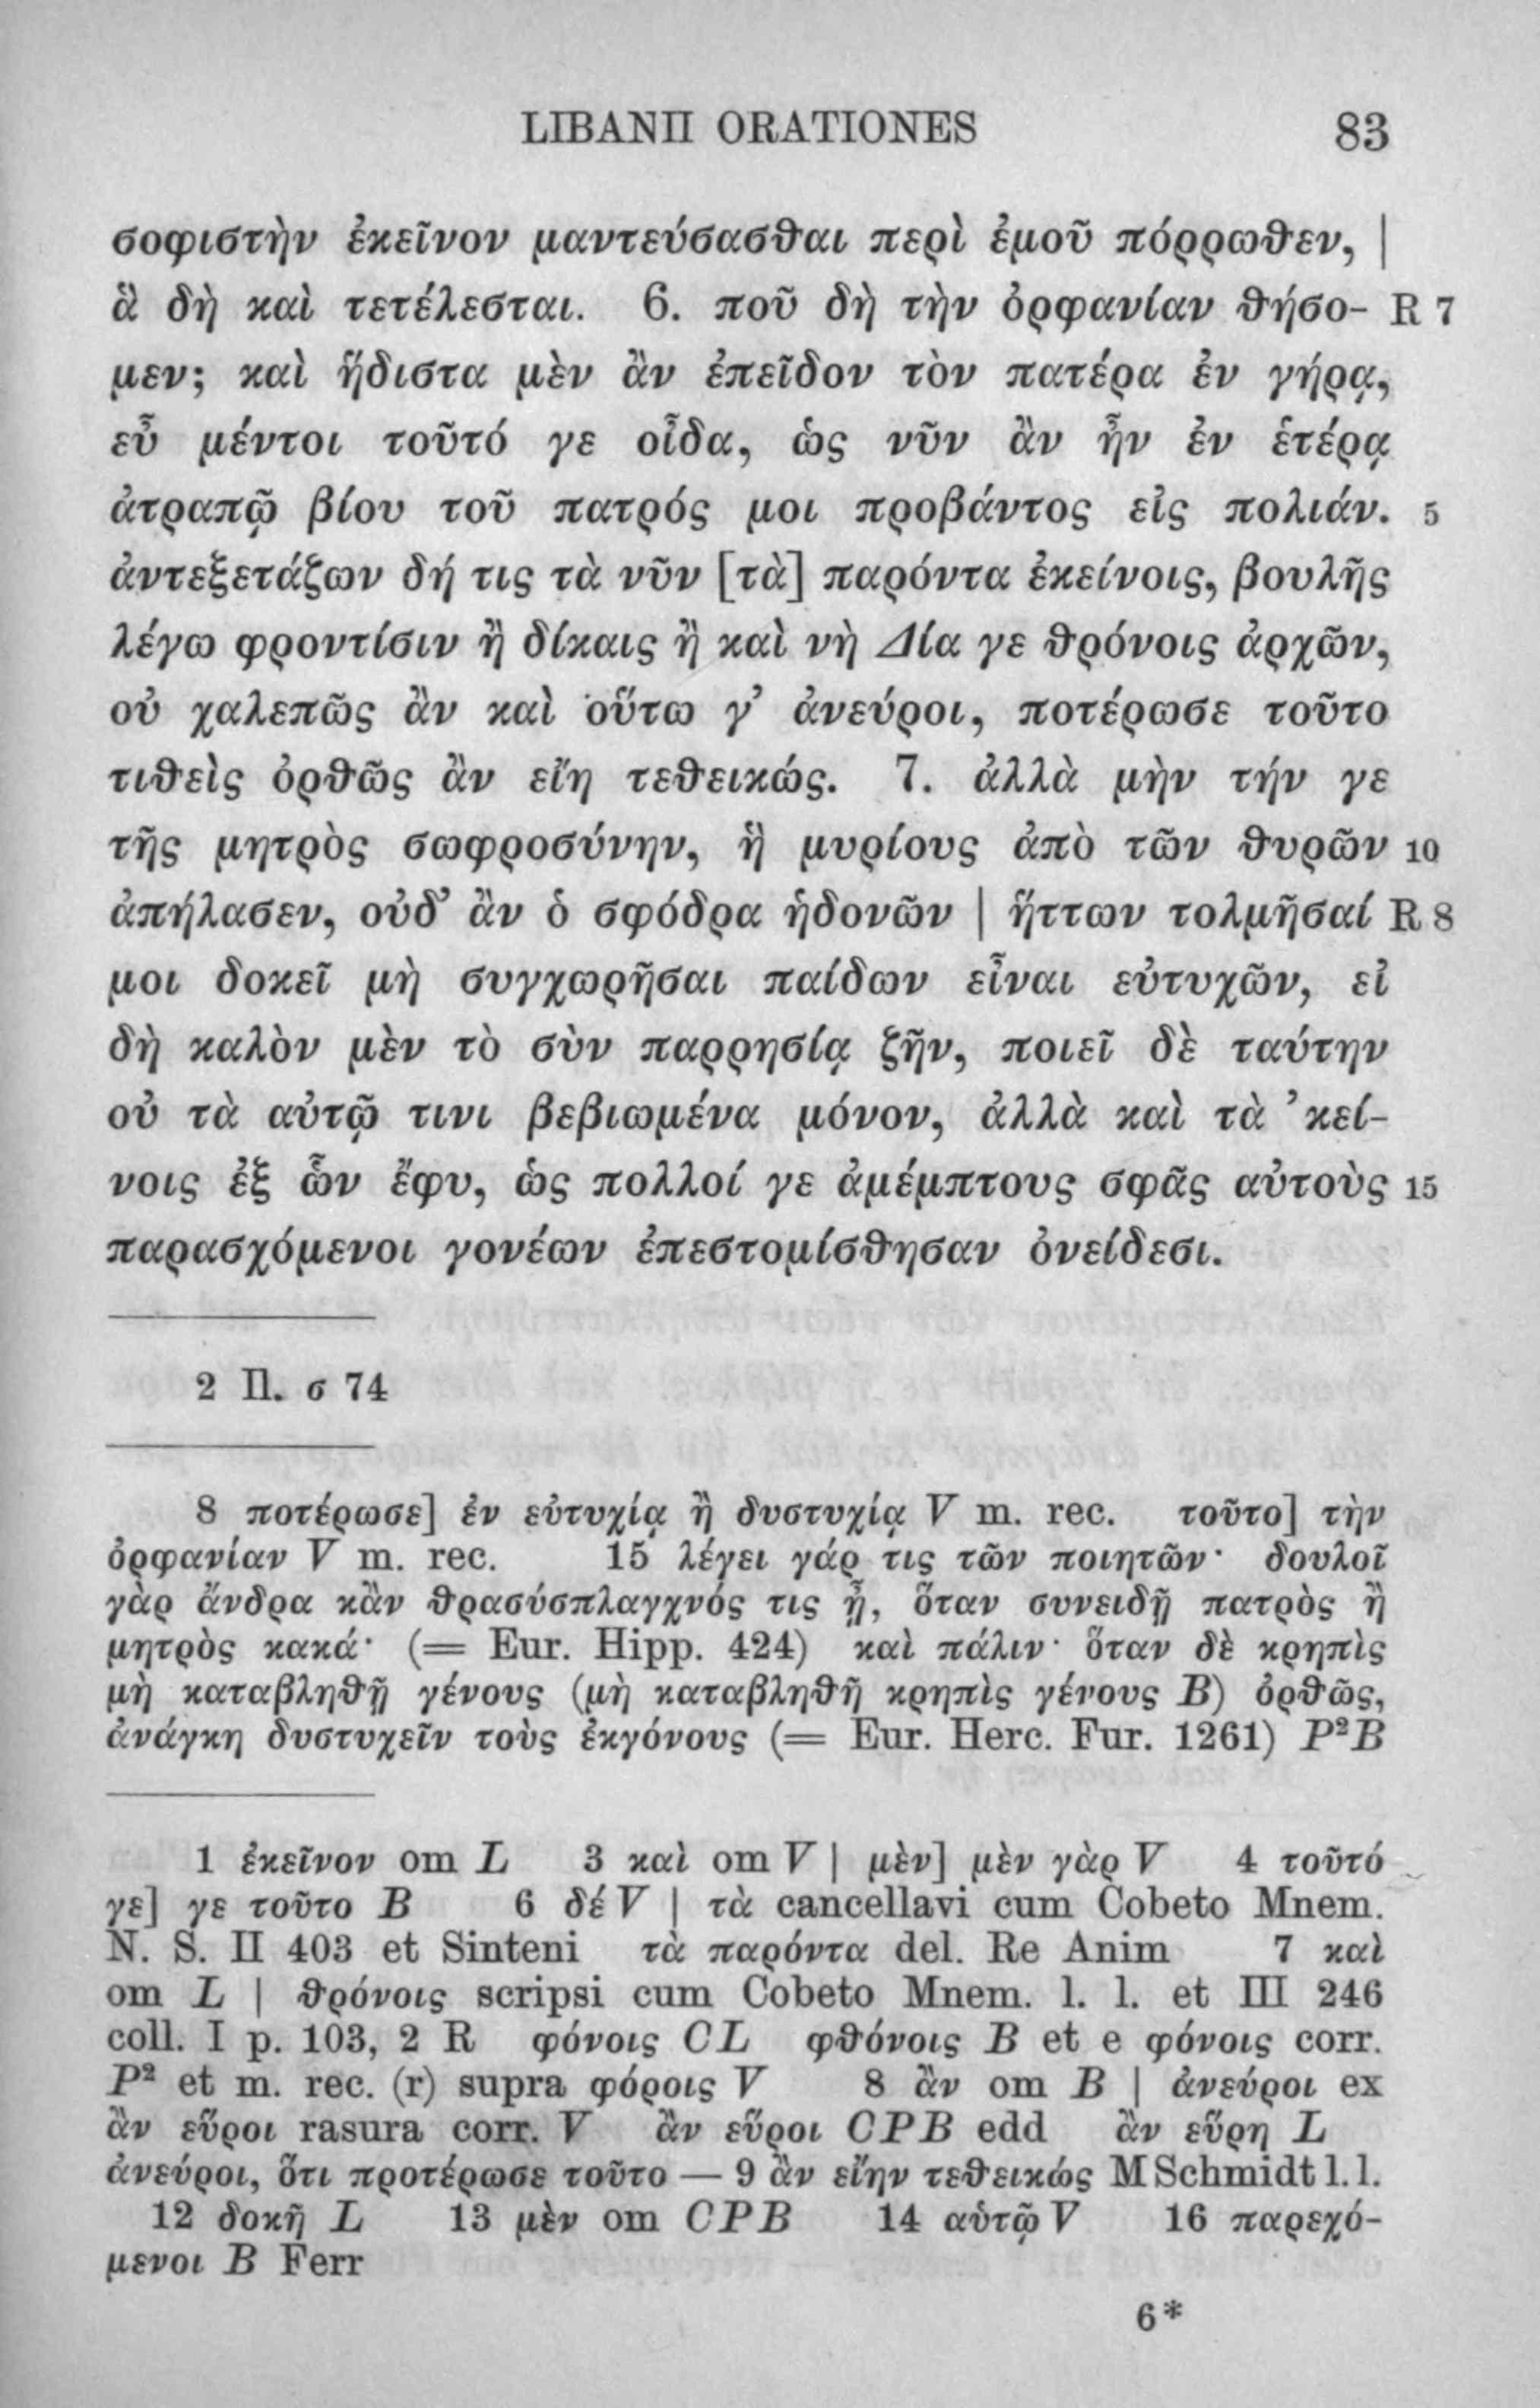 LIBANII ORATIONES 83
σοφιστὴν ἐκεῖνον μαντεύσασθαι περὶ ἐμοῦ πόρρωθεν, |
ἃ δὴ καὶ τετέλεσται. 6. ποῦ δὴ τὴν ὀρφανίαν θήσο- R 7
μεν; καὶ ἥδιστα μὲν ἂν ἐπεῖδον τὸν πατέρα ἐν γήρᾳ,
εὖ μέντοι τοῦτό γε οἶδα, ὡς νῦν ἂν ἦν ἐν ἑτέρᾳ
ἀτραπῷ βίου τοῦ πατρός μοι προβάντος εἰς πολιάν. 5
ἀντεξετάζων δή τις τὰ νῦν [τὰ] παρόντα ἐκείνοις, βουλῆς
λέγω φροντίσιν ἢ δίκαις ἢ καὶ νὴ Δία γε θρόνοις ἀρχῶν,
οὐ χαλεπῶς ἂν καὶ οὕτω γ’ ἀνεύροι, ποτέρωσε τοῦτο
τιθεὶς ὀρθῶς ἂν εἴη τεθεικώς. 7. ἀλλὰ μὴν τήν γε
τῆς μητρὸς σωφροσύνην, ἣ μυρίους ἀπὸ τῶν θυρῶν 10
ἀπήλασεν, οὐδ’ ἂν ὁ σφόδρα ἡδονῶν | ἥττων τολμῆσαί R 8
μοι δοκεῖ μὴ συγχωρῆσαι παίδων εἶναι εὐτυχῶν, εἰ
δὴ καλὸν μὲν τὸ σὺν παρρησίᾳ ζῆν, ποιεῖ δὲ ταύτην
οὐ τὰ αὐτῷ τινι βεβιωμένα μόνον, ἀλλὰ καὶ τὰ ’κεί-
νοις ἐξ ὧν ἔφυ, ὡς πολλοί γε ἀμέμπτους σφᾶς αὐτοὺς 15
παρασχόμενοι γονέων ἐπεστομίσθησαν ὀνείδεσι.
2 Il. σ 74
8 ποτέρωσε] ἐν εὐτυχίᾳ ἢ δυστυχίᾳ V m. rec. τοῦτο] τὴν
ὀρφανίαν V m. rec. 15 λέγει γάρ τις τῶν ποιητῶν· δουλοῖ
γὰρ ἄνδρα κἂν θρασύσπλαγχνός τις ᾖ, ὅταν συνειδῇ πατρὸς ἢ
μητρὸς κακά· (= Eur. Hipp. 424) καὶ πάλιν· ὅταν δὲ κρηπὶς
μὴ καταβληθῇ γένους (μὴ καταβληθῇ κρηπὶς γένους B) ὀρθῶς,
ἀνάγκη δυστυχεῖν τοὺς ἐκγόνους (= Eur. Herc. Fur. 1261) P²B
1 ἐκεῖνον om L 3 καὶ om V | μὲν] μὲν γὰρ V 4 τοῦτό
γε] γε τοῦτο B 6 δέ V | τὰ cancellavi cum Cobeto Mnem.
N. S. II 403 et Sinteni τὰ παρόντα del. Re Anim 7 καὶ
om L | θρόνοις scripsi cum Cobeto Mnem. l. l. et III 246
coll. I p. 103, 2 R φόνοις CL φθόνοις B et e φόνοις corr.
P² et m. rec. (r) supra φόροις V 8 ἂν om B | ἀνεύροι ex
ἂν εὕροι rasura corr. V ἂν εὕροι CPB edd ἂν εὕρη L
ἀνεύροι, ὅτι προτέρωσε τοῦτο — 9 ἂν εἴην τεθεικώς MSchmidt l. l.
12 δοκῆ L 13 μὲν om CPB 14 αὑτῷ V 16 παρεχό-
μενοι B Ferr
6*